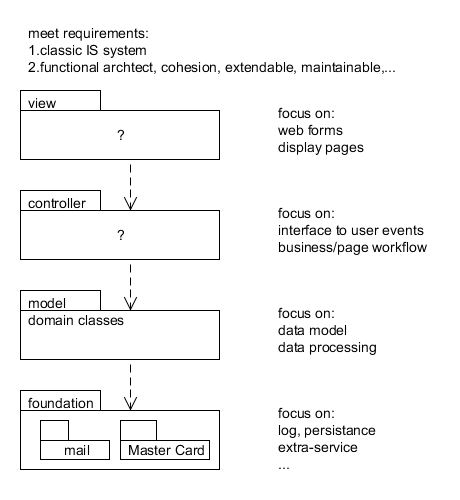 meet requirements:
1.classic IS system
2.functional archtect, cohesion, extendable, maintainable,...
view
?
focus on:
web forms
display pages
controller
?
focus on:
interface to user events
business/page workflow
model
domain classes
focus on:
data model
data processing
foundation
mail
Master Card
focus on:
log, persistance
extra-service
...